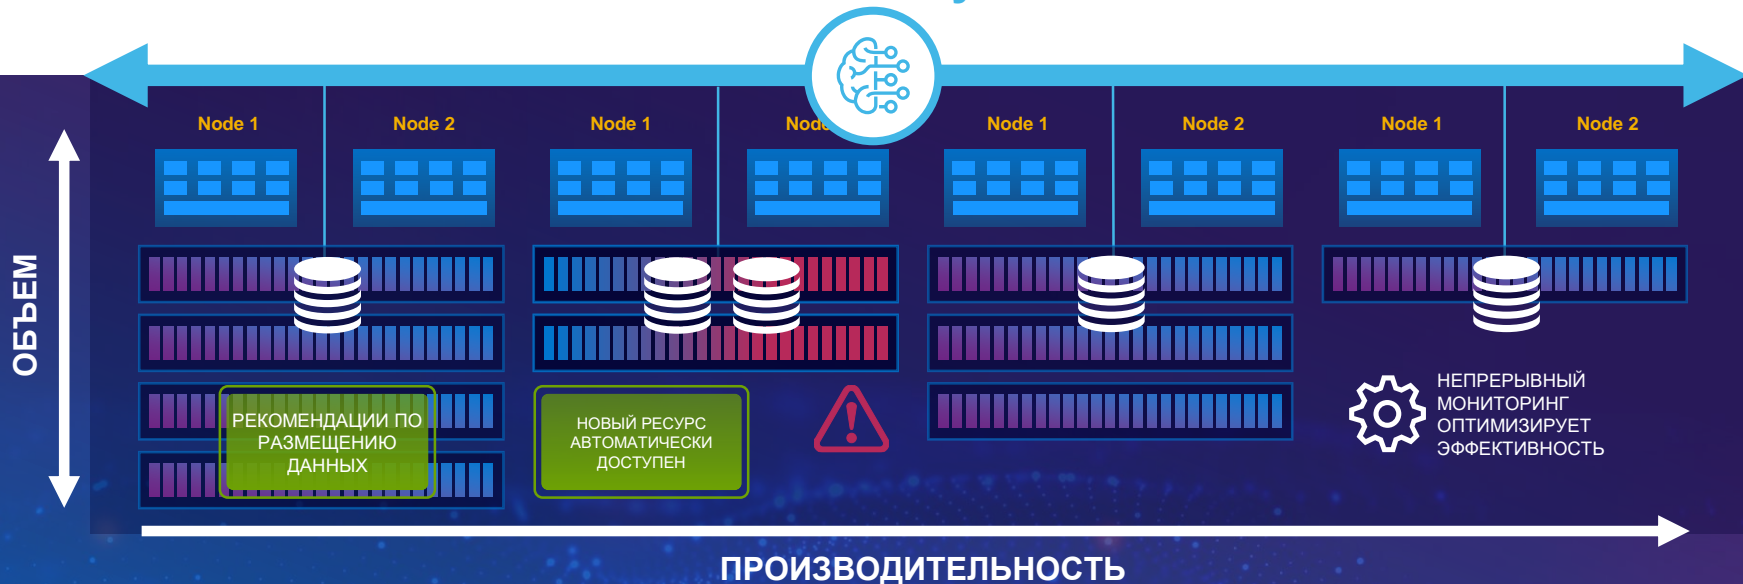 Node 1
Node 2
Node 1
Node
Node 1
Node 2
Node 1
Node 2
ОБЪЕМ
РЕКОМЕНДАЦИИ ПО
РАЗМЕЩЕНИЮ
ДАННЫХ
НОВЫЙ РЕСУРС
АВТОМАТИЧЕСКИ
ДОСТУПЕН
НЕПРЕРЫВНЫЙ
МОНИТОРИНГ
ОПТИМИЗИРУЕТ
ЭФФЕКТИВНОСТЬ
ПРОИЗВОДИТЕЛЬНОСТЬ